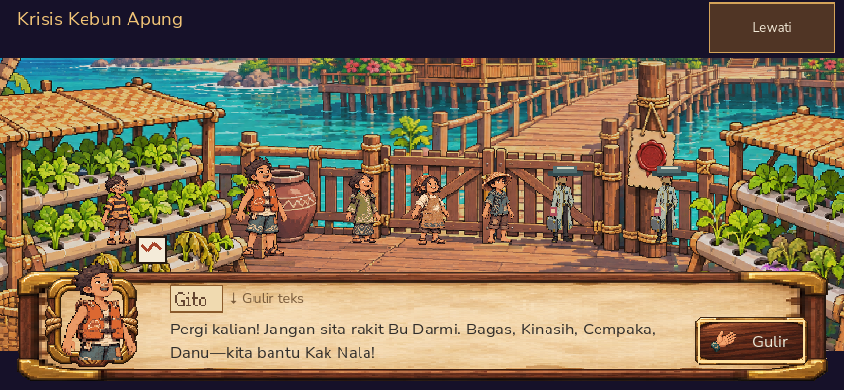 Krisis Kebun Apung
Lewati
Gito
↓ Gulir teks
Pergi kalian! Jangan sita rakit Bu Darmi. Bagas, Kinasih, Cempaka,
Danu—kita bantu Kak Nala!
Gulir